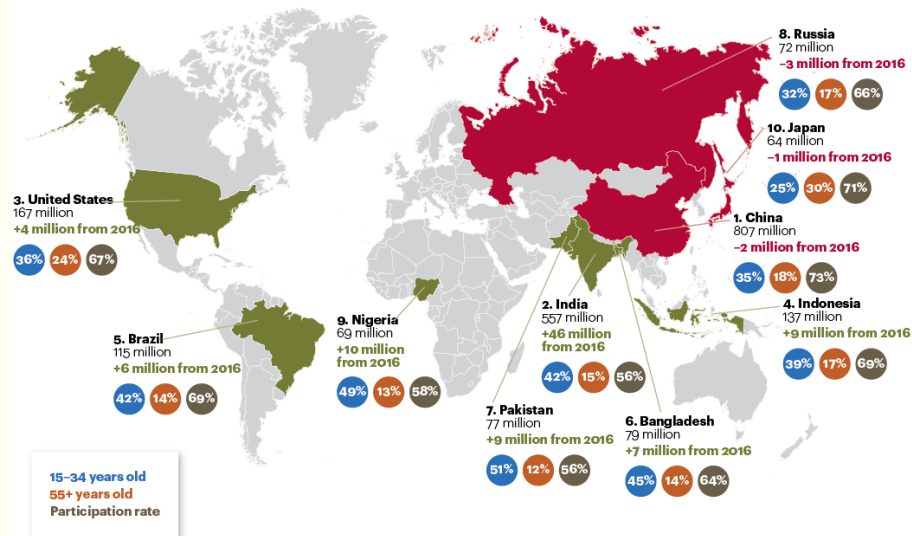 8. Russia
72 million
–3 million from 2016
32% 17% 66%
10. Japan
64 million
–1 million from 2016
25% 30% 71%
1. China
807 million
–2 million from 2016
35% 18% 73%
3. United States
167 million
+4 million from 2016
36% 24% 67%
4. Indonesia
137 million
+9 million from 2016
39% 17% 69%
2. India
557 million
+46 million
from 2016
42% 15% 56%
9. Nigeria
69 million
+10 million
from 2016
49% 13% 58%
5. Brazil
115 million
+6 million from 2016
42% 14% 69%
7. Pakistan
77 million
+9 million from 2016
51% 12% 56%
6. Bangladesh
79 million
+7 million from 2016
45% 14% 64%
15–34 years old
55+ years old
Participation rate